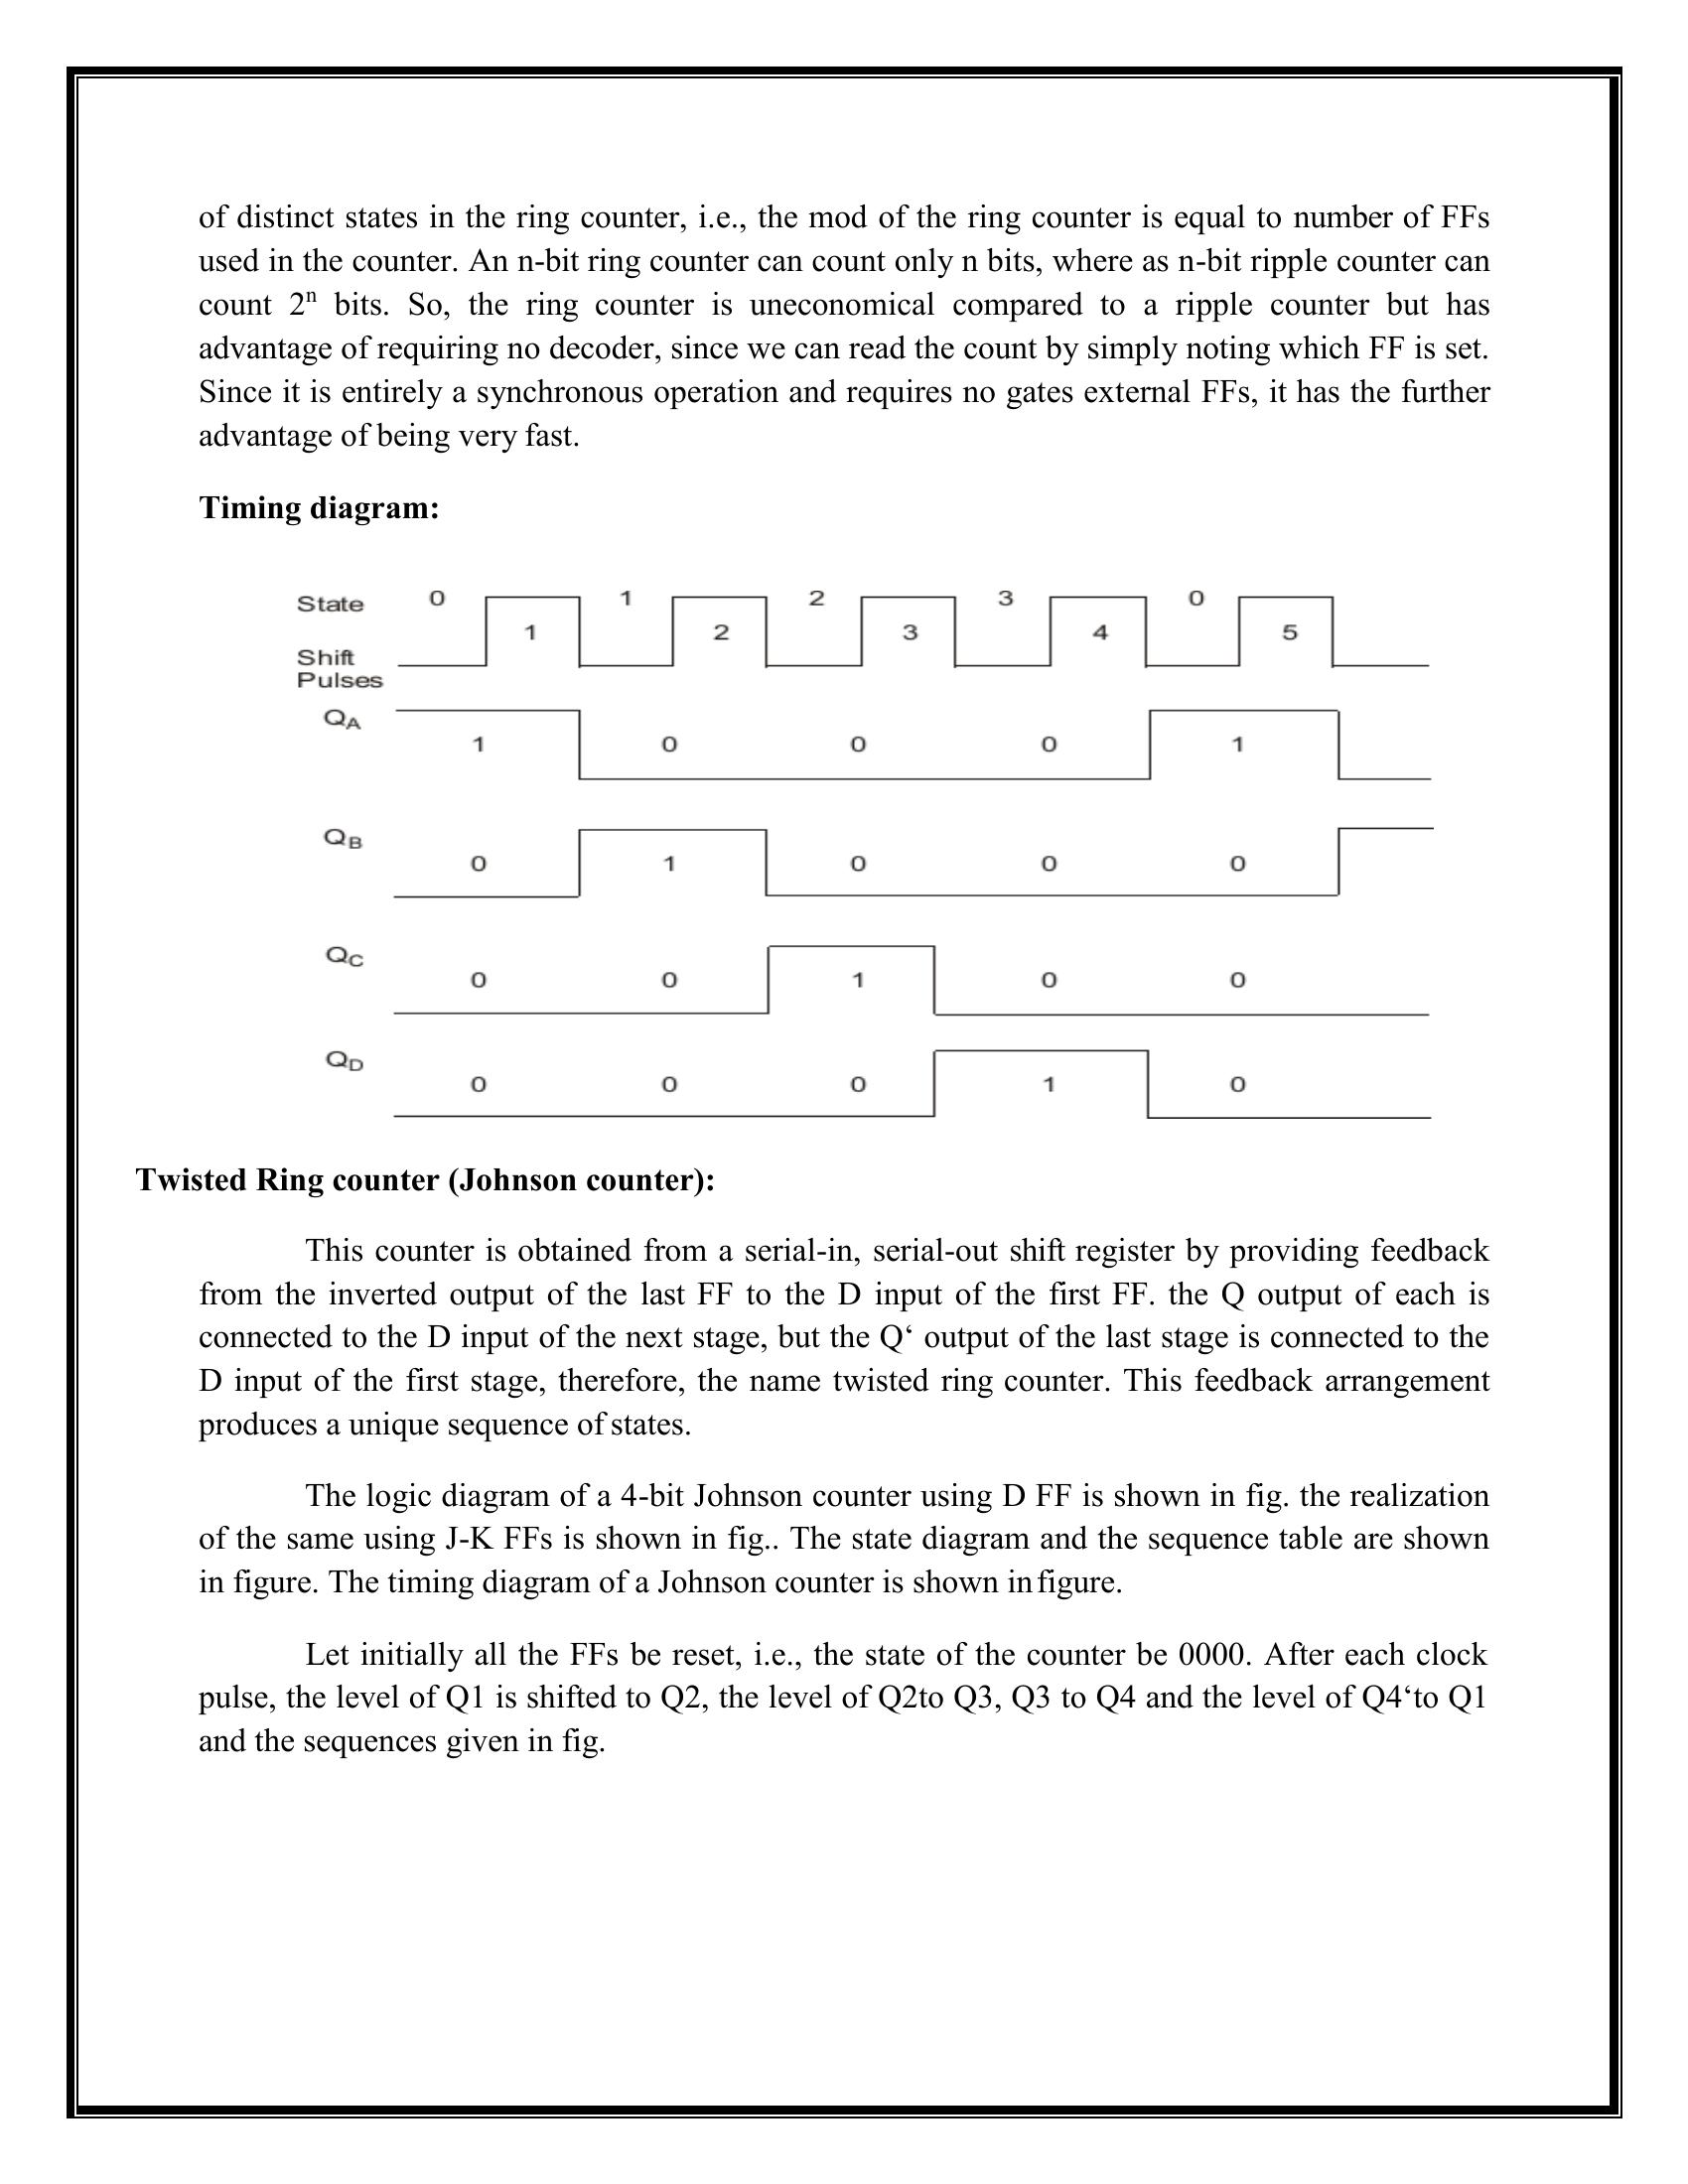 of distinct states in the ring counter, i.e., the mod of the ring counter is equal to number of FFs
used in the counter. An n-bit ring counter can count only n bits, where as n-bit ripple counter can
count 2ⁿ bits. So, the ring counter is uneconomical compared to a ripple counter but has
advantage of requiring no decoder, since we can read the count by simply noting which FF is set.
Since it is entirely a synchronous operation and requires no gates external FFs, it has the further
advantage of being very fast.
Timing diagram:
State 0 1 2 3 0
1 2 3 4 5
Shift
Pulses
QA
1 0 0 0 1
QB
0 1 0 0 0
QC
0 0 1 0 0
QD
0 0 0 1 0
Twisted Ring counter (Johnson counter):
This counter is obtained from a serial-in, serial-out shift register by providing feedback
from the inverted output of the last FF to the D input of the first FF. the Q output of each is
connected to the D input of the next stage, but the Q‘ output of the last stage is connected to the
D input of the first stage, therefore, the name twisted ring counter. This feedback arrangement
produces a unique sequence of states.
The logic diagram of a 4-bit Johnson counter using D FF is shown in fig. the realization
of the same using J-K FFs is shown in fig.. The state diagram and the sequence table are shown
in figure. The timing diagram of a Johnson counter is shown in figure.
Let initially all the FFs be reset, i.e., the state of the counter be 0000. After each clock
pulse, the level of Q1 is shifted to Q2, the level of Q2to Q3, Q3 to Q4 and the level of Q4‘to Q1
and the sequences given in fig.